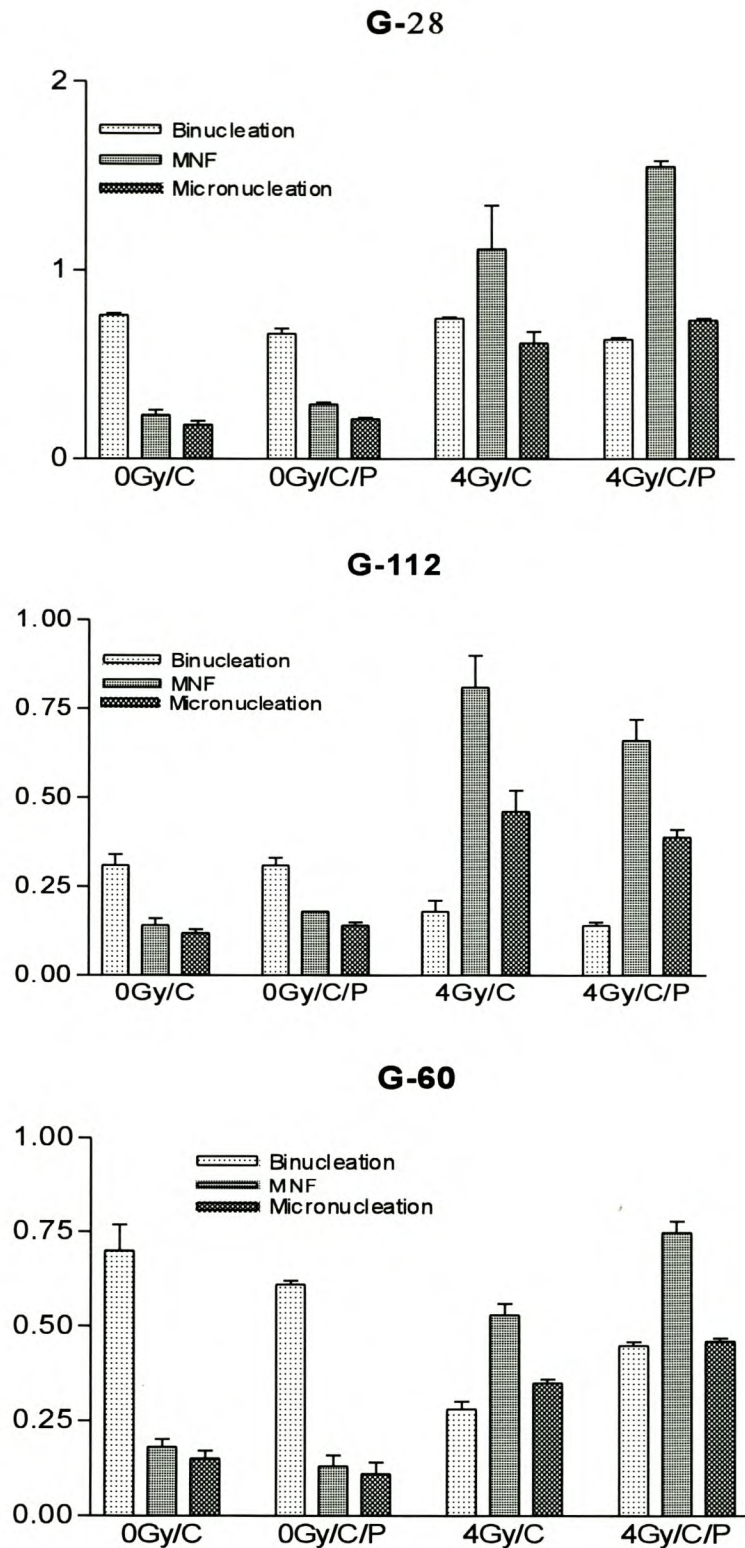 G-28
2
Binucleation
MNF
Micronucleation
1
0
0Gy/C 0Gy/C/P 4Gy/C 4Gy/C/P
G-112
1.00
Binucleation
MNF
Micronucleation
0.75
0.50
0.25
0.00
0Gy/C 0Gy/C/P 4Gy/C 4Gy/C/P
G-60
1.00
Binucleation
MNF
Micronucleation
0.75
0.50
0.25
0.00
0Gy/C 0Gy/C/P 4Gy/C 4Gy/C/P